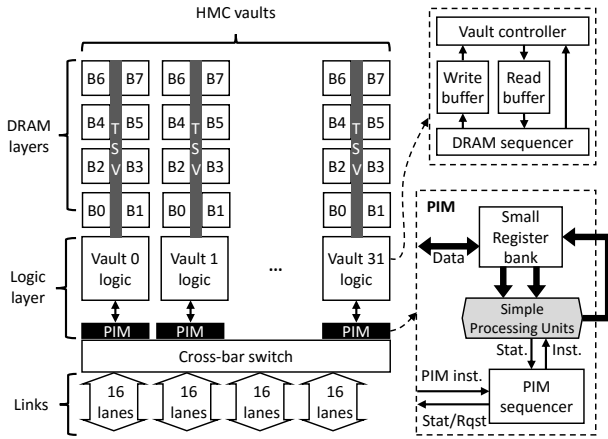 HMC vaults
DRAM
layers
B6 B7 B6 B7 B6 B7
B4 B5 B4 B5 B4 B5
B2 B3 B2 B3 B2 B3
B0 B1 B0 B1 B0 B1
TSV TSV TSV
Logic
layer
Vault 0
logic
Vault 1
logic
...
Vault 31
logic
PIM PIM PIM
Cross-bar switch
Links
16
lanes
16
lanes
16
lanes
16
lanes
Vault controller
Write
buffer
Read
buffer
DRAM sequencer
PIM
Small
Register
bank
Data
Simple
Processing Units
Stat. Inst.
PIM inst.
PIM
sequencer
Stat/Rqst